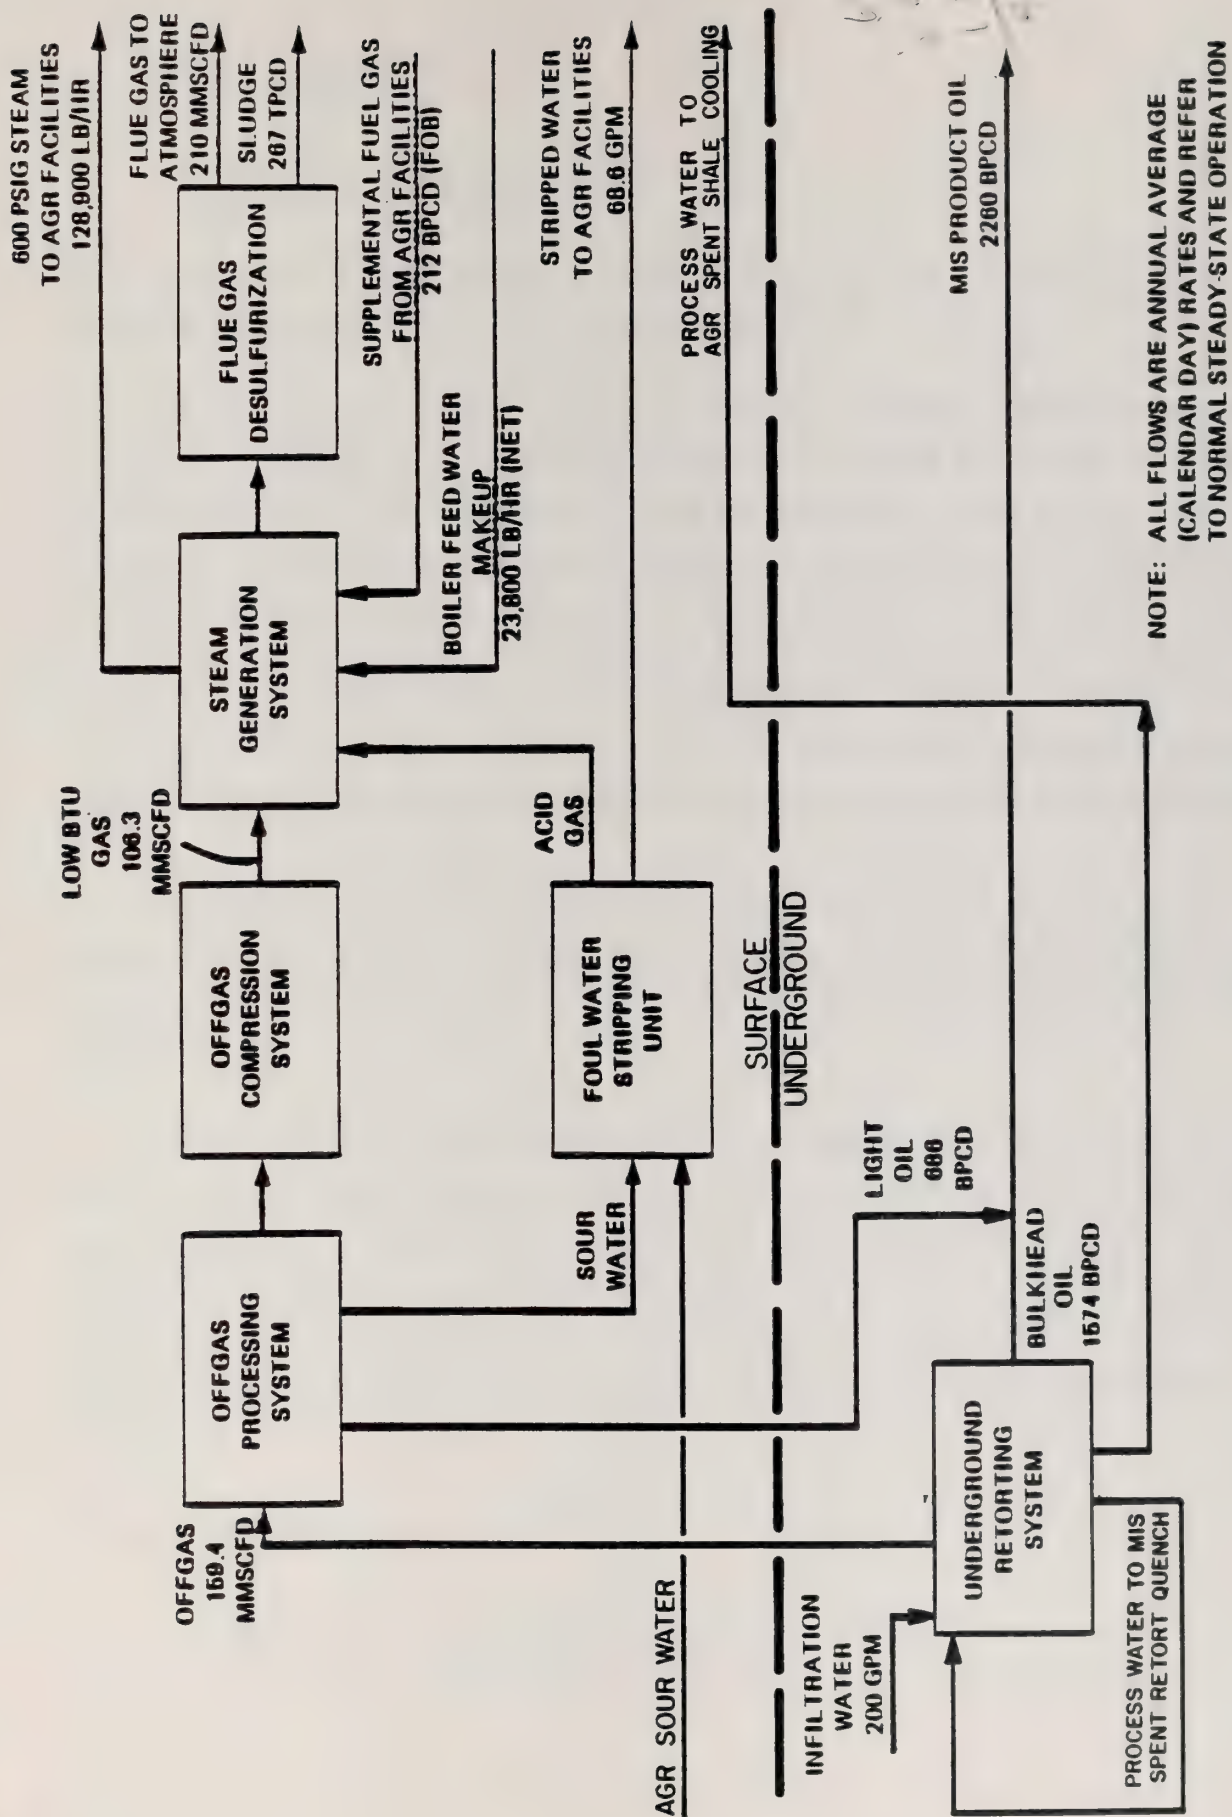 600 PSIG STEAM
TO AGR FACILITIES
128,900 LB/HR
FLUE GAS TO
ATMOSPHERE
210 MMSCFD
SLUDGE
267 TPCD
FLUE GAS
DESULFURIZATION
SUPPLEMENTAL FUEL GAS
FROM AGR FACILITIES
212 BPCD (FOB)
BOILER FEED WATER
MAKEUP
23,800 LB/HR (NET)
STEAM
GENERATION
SYSTEM
LOW BTU
GAS
106.3
MMSCFD
OFFGAS
COMPRESSION
SYSTEM
OFFGAS
PROCESSING
SYSTEM
OFFGAS
159.4
MMSCFD
STRIPPED WATER
TO AGR FACILITIES
68.6 GPM
ACID
GAS
FOUL WATER
STRIPPING
UNIT
SOUR
WATER
AGR SOUR WATER
PROCESS WATER TO
AGR SPENT SHALE COOLING
SURFACE
UNDERGROUND
LIGHT
OIL
686
BPCD
INFILTRATION
WATER
200 GPM
MIS PRODUCT OIL
2260 BPCD
BULKHEAD
OIL
1574 BPCD
UNDERGROUND
RETORTING
SYSTEM
PROCESS WATER TO MIS
SPENT RETORT QUENCH
NOTE: ALL FLOWS ARE ANNUAL AVERAGE
(CALENDAR DAY) RATES AND REFER
TO NORMAL STEADY-STATE OPERATION